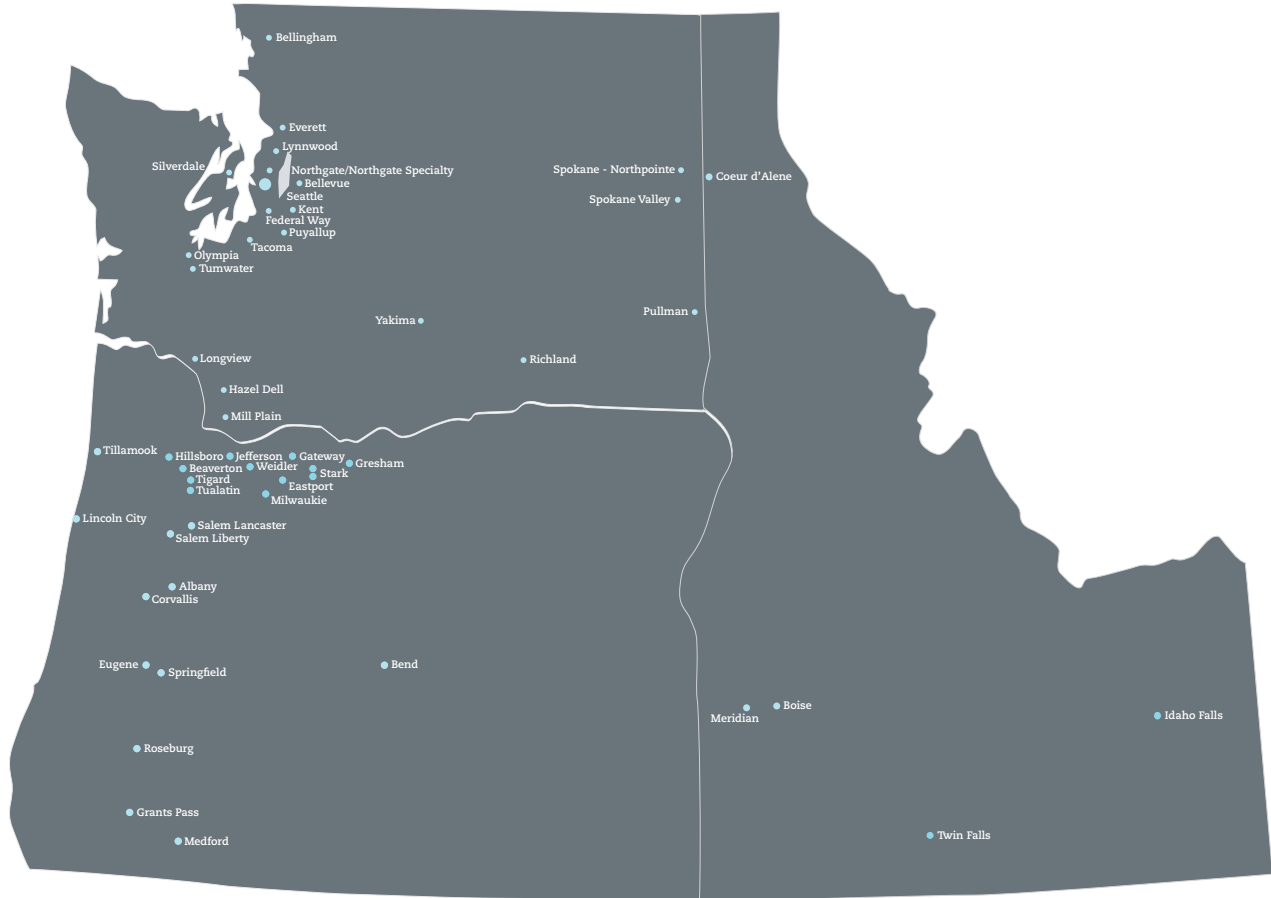 Bellingham
Everett
Lynnwood
Silverdale
Northgate/Northgate Specialty
Bellevue
Seattle
Kent
Federal Way
Puyallup
Tacoma
Olympia
Tumwater
Spokane - Northpointe
Coeur d'Alene
Spokane Valley
Pullman
Yakima
Richland
Longview
Hazel Dell
Mill Plain
Tillamook
Hillsboro
Jefferson
Gateway
Gresham
Beaverton
Weidler
Stark
Tigard
Eastport
Tualatin
Milwaukie
Lincoln City
Salem Lancaster
Salem Liberty
Albany
Corvallis
Eugene
Springfield
Bend
Meridian
Boise
Idaho Falls
Roseburg
Grants Pass
Medford
Twin Falls